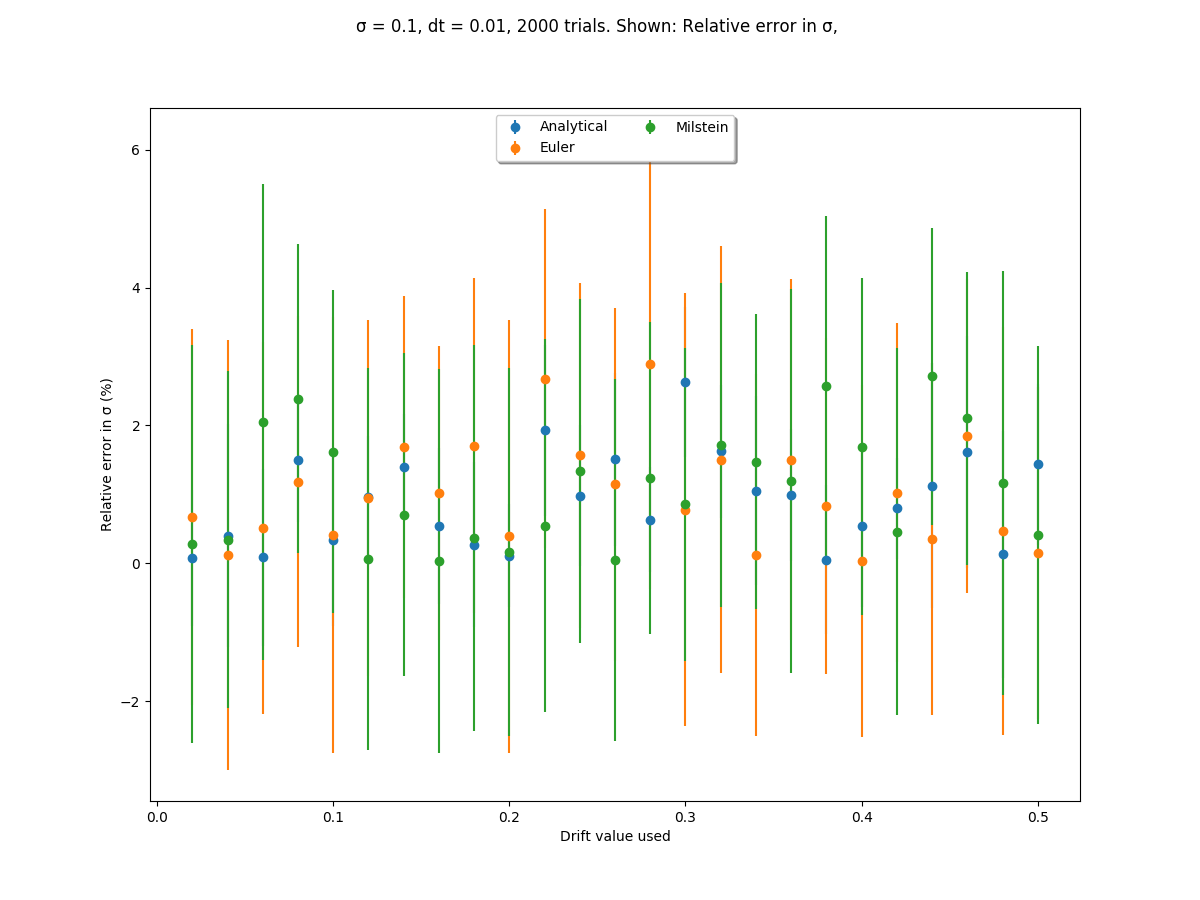 σ = 0.1, dt = 0.01, 2000 trials. Shown: Relative error in σ,
Analytical
Euler
Milstein
6
4
2
0
−2
Relative error in σ (%)
0.0 0.1 0.2 0.3 0.4 0.5
Drift value used